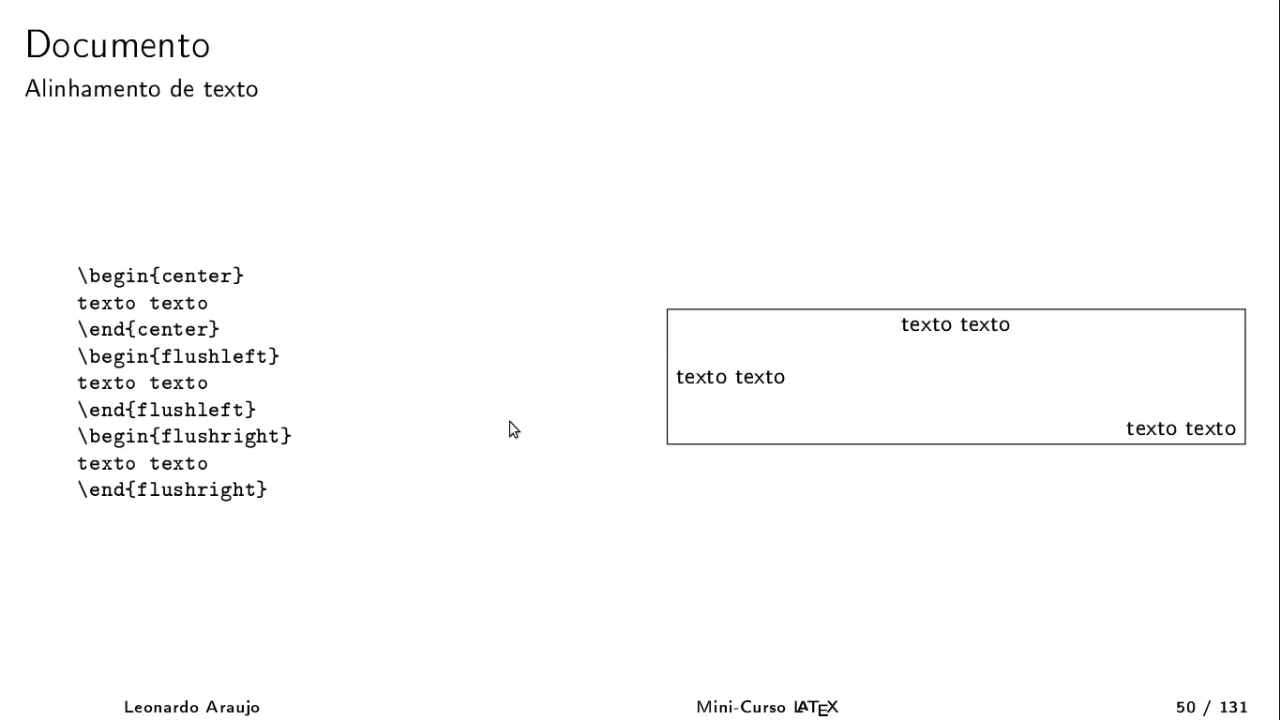 Documento
Alinhamento de texto
\begin{center}
texto texto
\end{center}
\begin{flushleft}
texto texto
\end{flushleft}
\begin{flushright}
texto texto
\end{flushright}
texto texto
texto texto
texto texto
Leonardo Araujo Mini-Curso LATEX 50 / 131